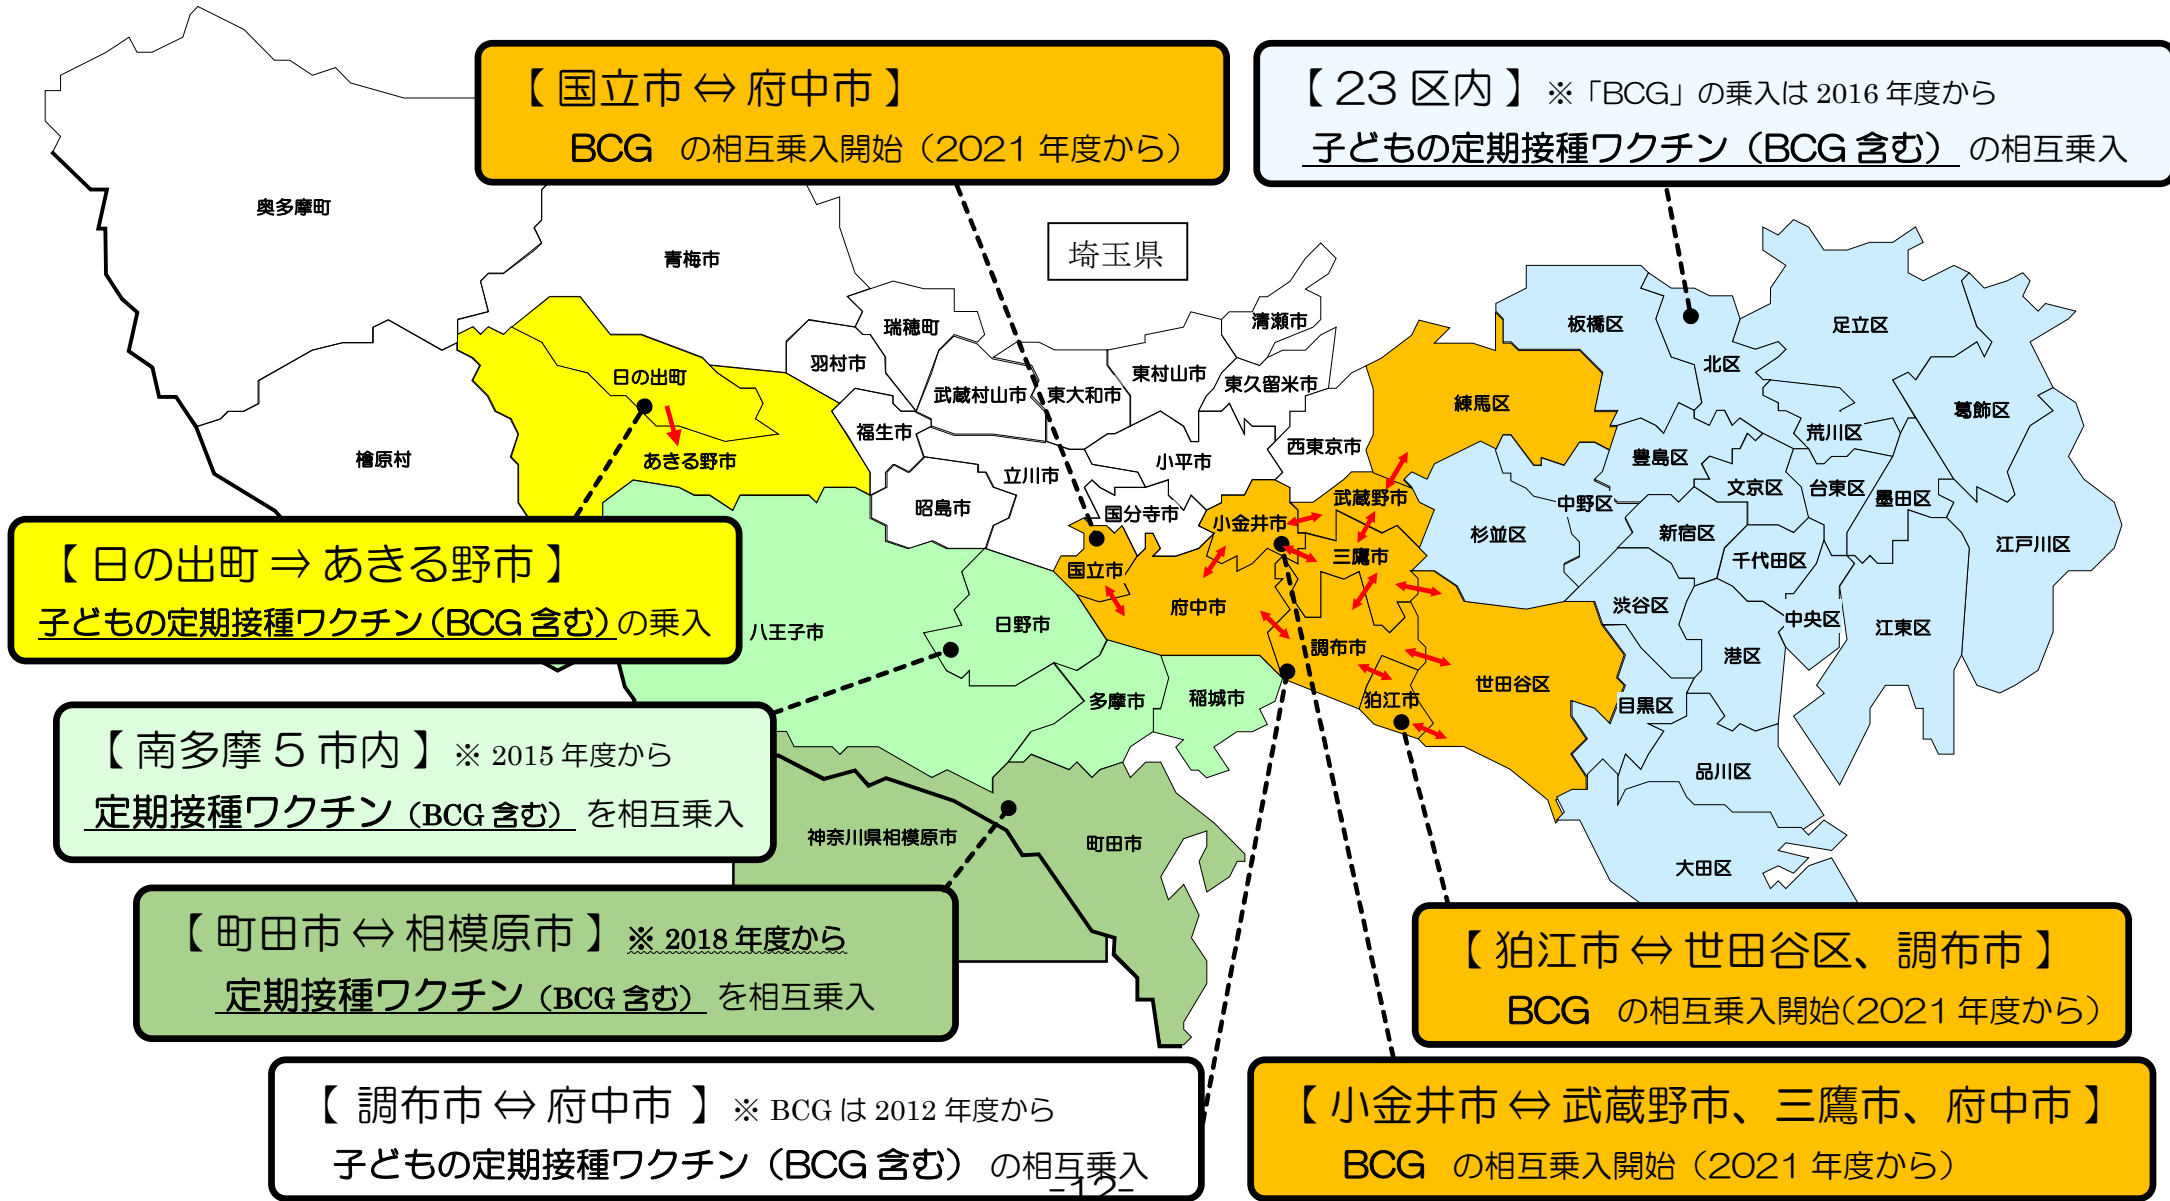 【 国立市 ⇔ 府中市 】
BCG の相互乗入開始（2021 年度から）
【 23 区内 】 ※「BCG」の乗入は 2016 年度から
子どもの定期接種ワクチン（BCG 含む） の相互乗入
埼玉県
奥多摩町
青梅市
瑞穂町
清瀬市
板橋区
足立区
羽村市
日の出町
武蔵村山市
東大和市
東村山市
東久留米市
練馬区
北区
葛飾区
福生市
荒川区
檜原村
あきる野市
立川市
小平市
西東京市
豊島区
文京区
台東区
墨田区
昭島市
国分寺市
小金井市
武蔵野市
杉並区
中野区
新宿区
千代田区
江戸川区
国立市
三鷹市
府中市
渋谷区
中央区
江東区
【 日の出町 ⇒ あきる野市 】
子どもの定期接種ワクチン（BCG 含む）の乗入
八王子市
日野市
調布市
港区
多摩市
稲城市
狛江市
世田谷区
目黒区
品川区
大田区
【 南多摩 5 市内 】 ※ 2015 年度から
定期接種ワクチン（BCG 含む） を相互乗入
神奈川県相模原市
町田市
【 町田市 ⇔ 相模原市 】 ※ 2018 年度から
定期接種ワクチン（BCG 含む） を相互乗入
【 狛江市 ⇔ 世田谷区、調布市 】
BCG の相互乗入開始（2021 年度から）
【 調布市 ⇔ 府中市 】 ※ BCG は 2012 年度から
子どもの定期接種ワクチン（BCG 含む） の相互乗入
【 小金井市 ⇔ 武蔵野市、三鷹市、府中市 】
BCG の相互乗入開始（2021 年度から）
-12-